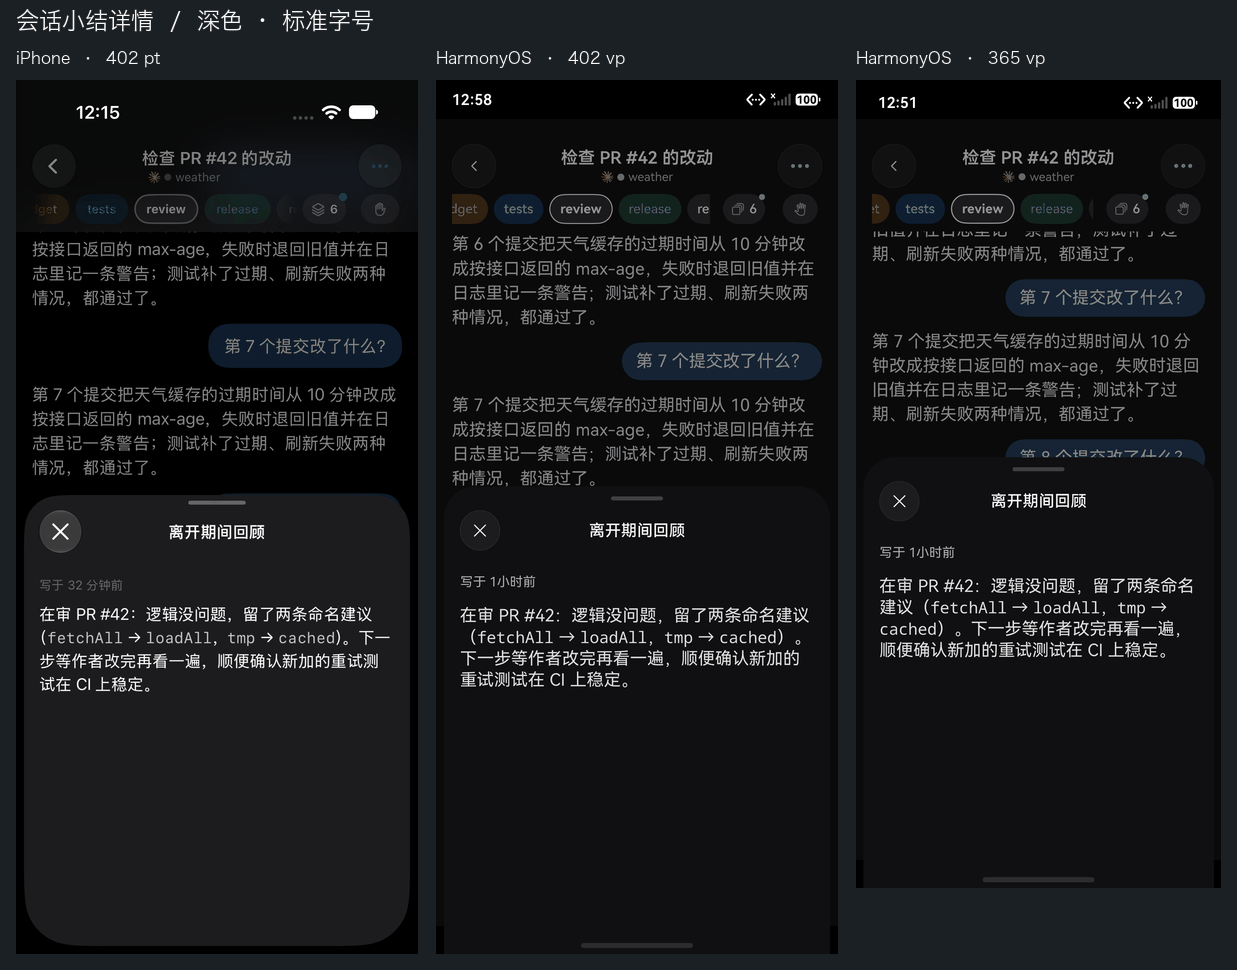 会话小结详情 / 深色 · 标准字号
iPhone · 402 pt
12:15
检查 PR #42 的改动
weather
tests
review
release
6
按接口返回的 max-age，失败时退回旧值并在日
志里记一条警告；测试补了过期、刷新失败两种
情况，都通过了。
第 7 个提交改了什么？
第 7 个提交把天气缓存的过期时间从 10 分钟改成
按接口返回的 max-age，失败时退回旧值并在日
志里记一条警告；测试补了过期、刷新失败两种
情况，都通过了。
离开期间回顾
写于 32 分钟前
在审 PR #42：逻辑没问题，留了两条命名建议
（fetchAll → loadAll，tmp → cached）。下一
步等作者改完再看一遍，顺便确认新加的重试测
试在 CI 上稳定。
HarmonyOS · 402 vp
12:58
100
检查 PR #42 的改动
weather
dget
tests
review
release
re
6
第 6 个提交把天气缓存的过期时间从 10 分钟改
成按接口返回的 max-age，失败时退回旧值并在
日志里记一条警告；测试补了过期、刷新失败两
种情况，都通过了。
第 7 个提交改了什么？
第 7 个提交把天气缓存的过期时间从 10 分钟改
成按接口返回的 max-age，失败时退回旧值并在
日志里记一条警告；测试补了过期、刷新失败两
种情况，都通过了。
离开期间回顾
写于 1小时前
在审 PR #42：逻辑没问题，留了两条命名建议
（fetchAll → loadAll，tmp → cached）。
下一步等作者改完再看一遍，顺便确认新加的
重试测试在 CI 上稳定。
HarmonyOS · 365 vp
12:51
100
检查 PR #42 的改动
weather
et
tests
review
release
6
期、刷新失败两种情况，都通过了。
第 7 个提交改了什么？
第 7 个提交把天气缓存的过期时间从 10 分
钟改成按接口返回的 max-age，失败时退回
旧值并在日志里记一条警告；测试补了过
期、刷新失败两种情况，都通过了。
第 8 个提交改了什么？
离开期间回顾
写于 1小时前
在审 PR #42：逻辑没问题，留了两条命名
建议（fetchAll → loadAll，tmp →
cached）。下一步等作者改完再看一遍，
顺便确认新加的重试测试在 CI 上稳定。